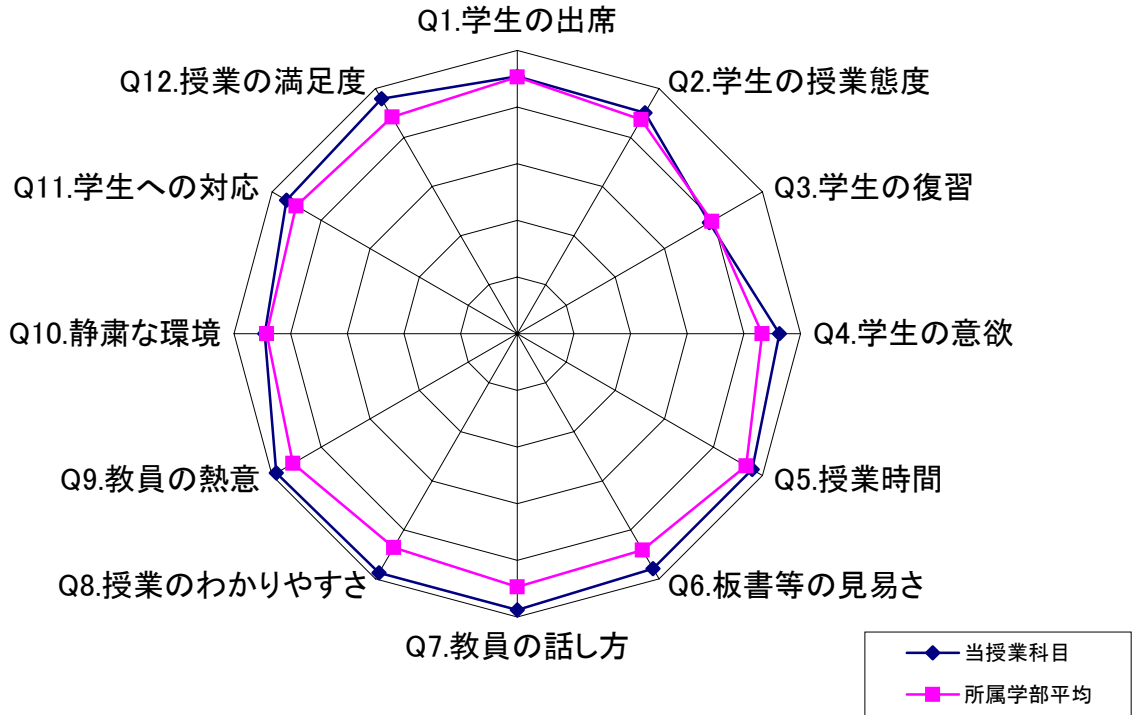 Q1.学生の出席
Q2.学生の授業態度
Q3.学生の復習
Q4.学生の意欲
Q5.授業時間
Q6.板書等の見易さ
Q7.教員の話し方
Q8.授業のわかりやすさ
Q9.教員の熱意
Q10.静粛な環境
Q11.学生への対応
Q12.授業の満足度
当授業科目
所属学部平均